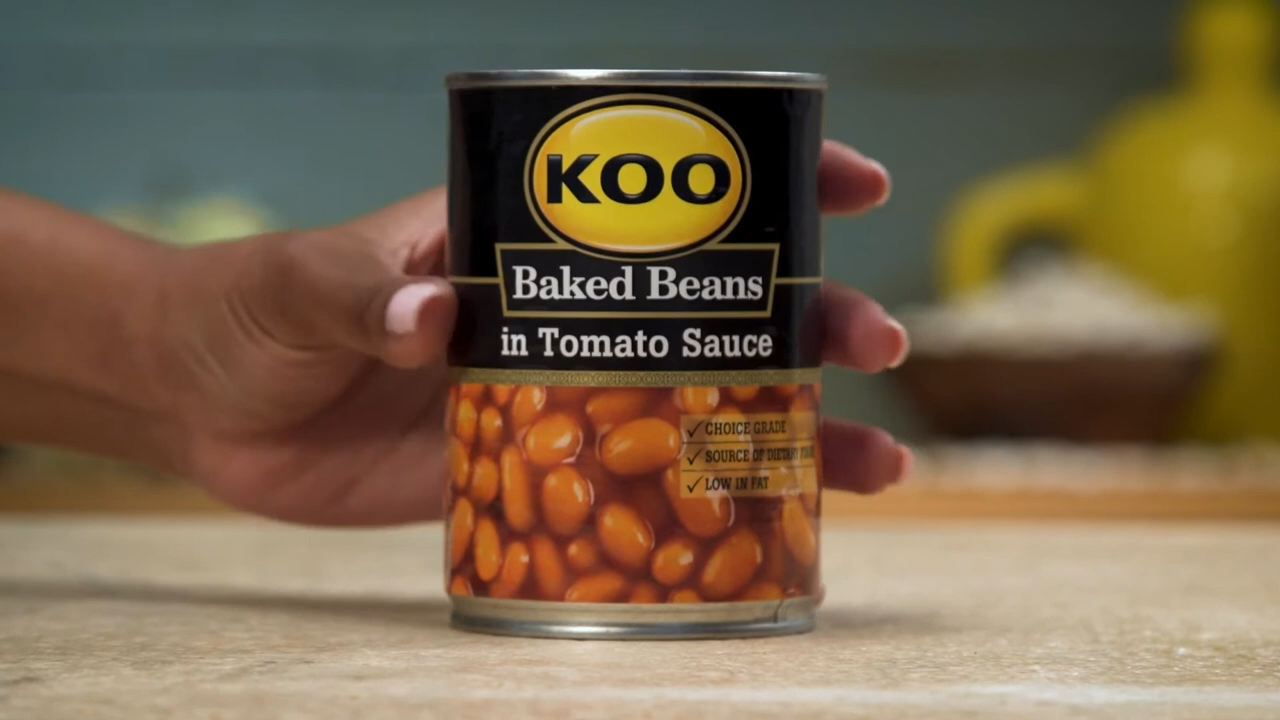 KOO
Baked Beans
in Tomato Sauce
✓ CHOICE GRADE
✓ SOURCE OF DIETARY
✓ LOW IN FAT